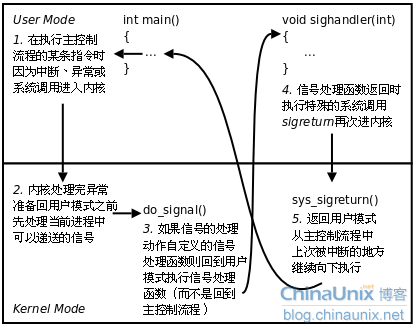 User Mode
int main()
{
...
}
void sighandler(int)
{
...
}
1. 在执行主控制
流程的某条指令时
因为中断、异常或
系统调用进入内核
4. 信号处理函数返回时
执行特殊的系统调用
sigreturn再次进内核
2. 内核处理完异常
准备回用户模式之前
先处理当前进程中
可以递送的信号
do_signal()
3. 如果信号的处理
动作自定义的信号
处理函数则回到用户
模式执行信号处理
函数（而不是回到
主控制流程）
sys_sigreturn()
5. 返回用户模式
从主控制流程中
上次被中断的地方
继续向下执行
Kernel Mode
ChinaUnix.net 博客
blog.chinaunix.net